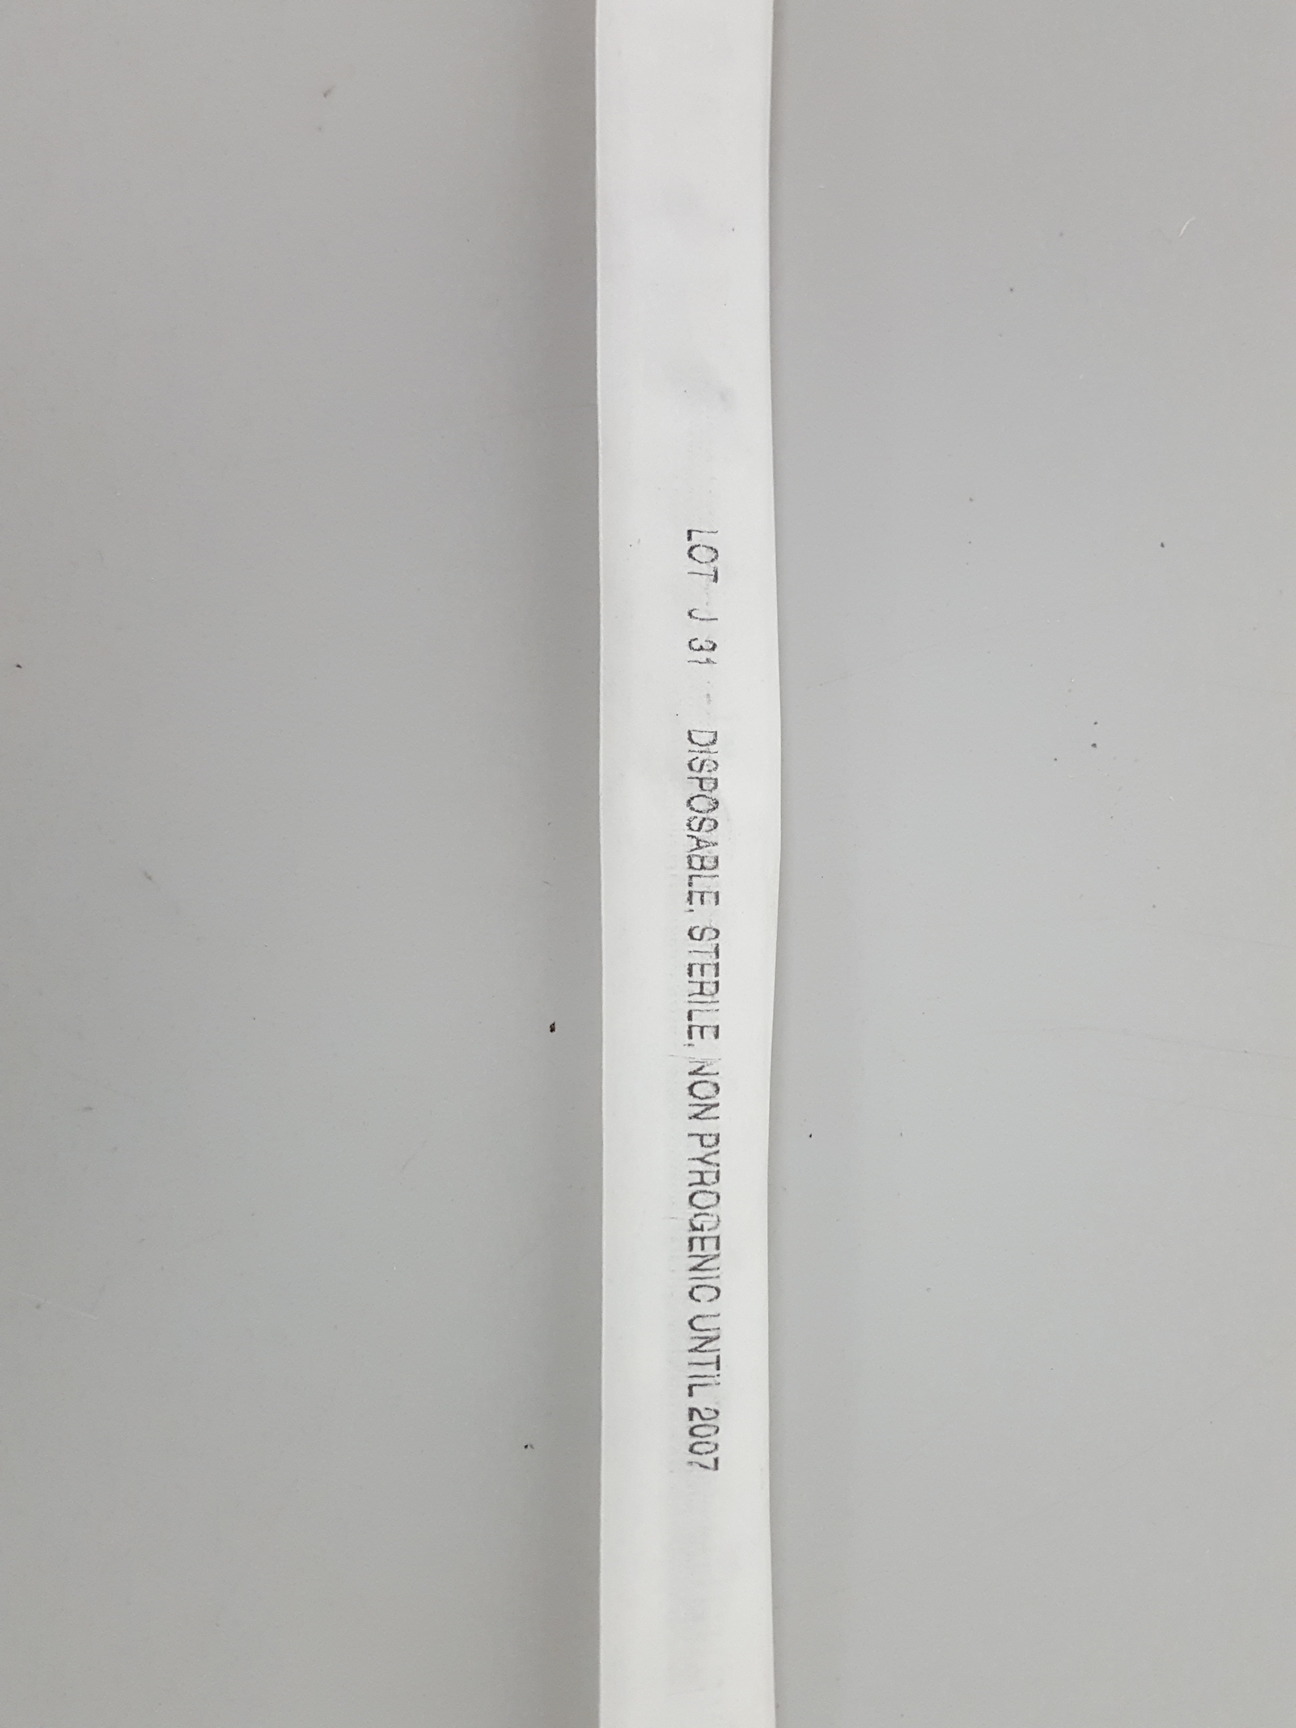 LOT J 31 - DISPOSABLE, STERILE, NON PYROGENIC UNTIL 2007